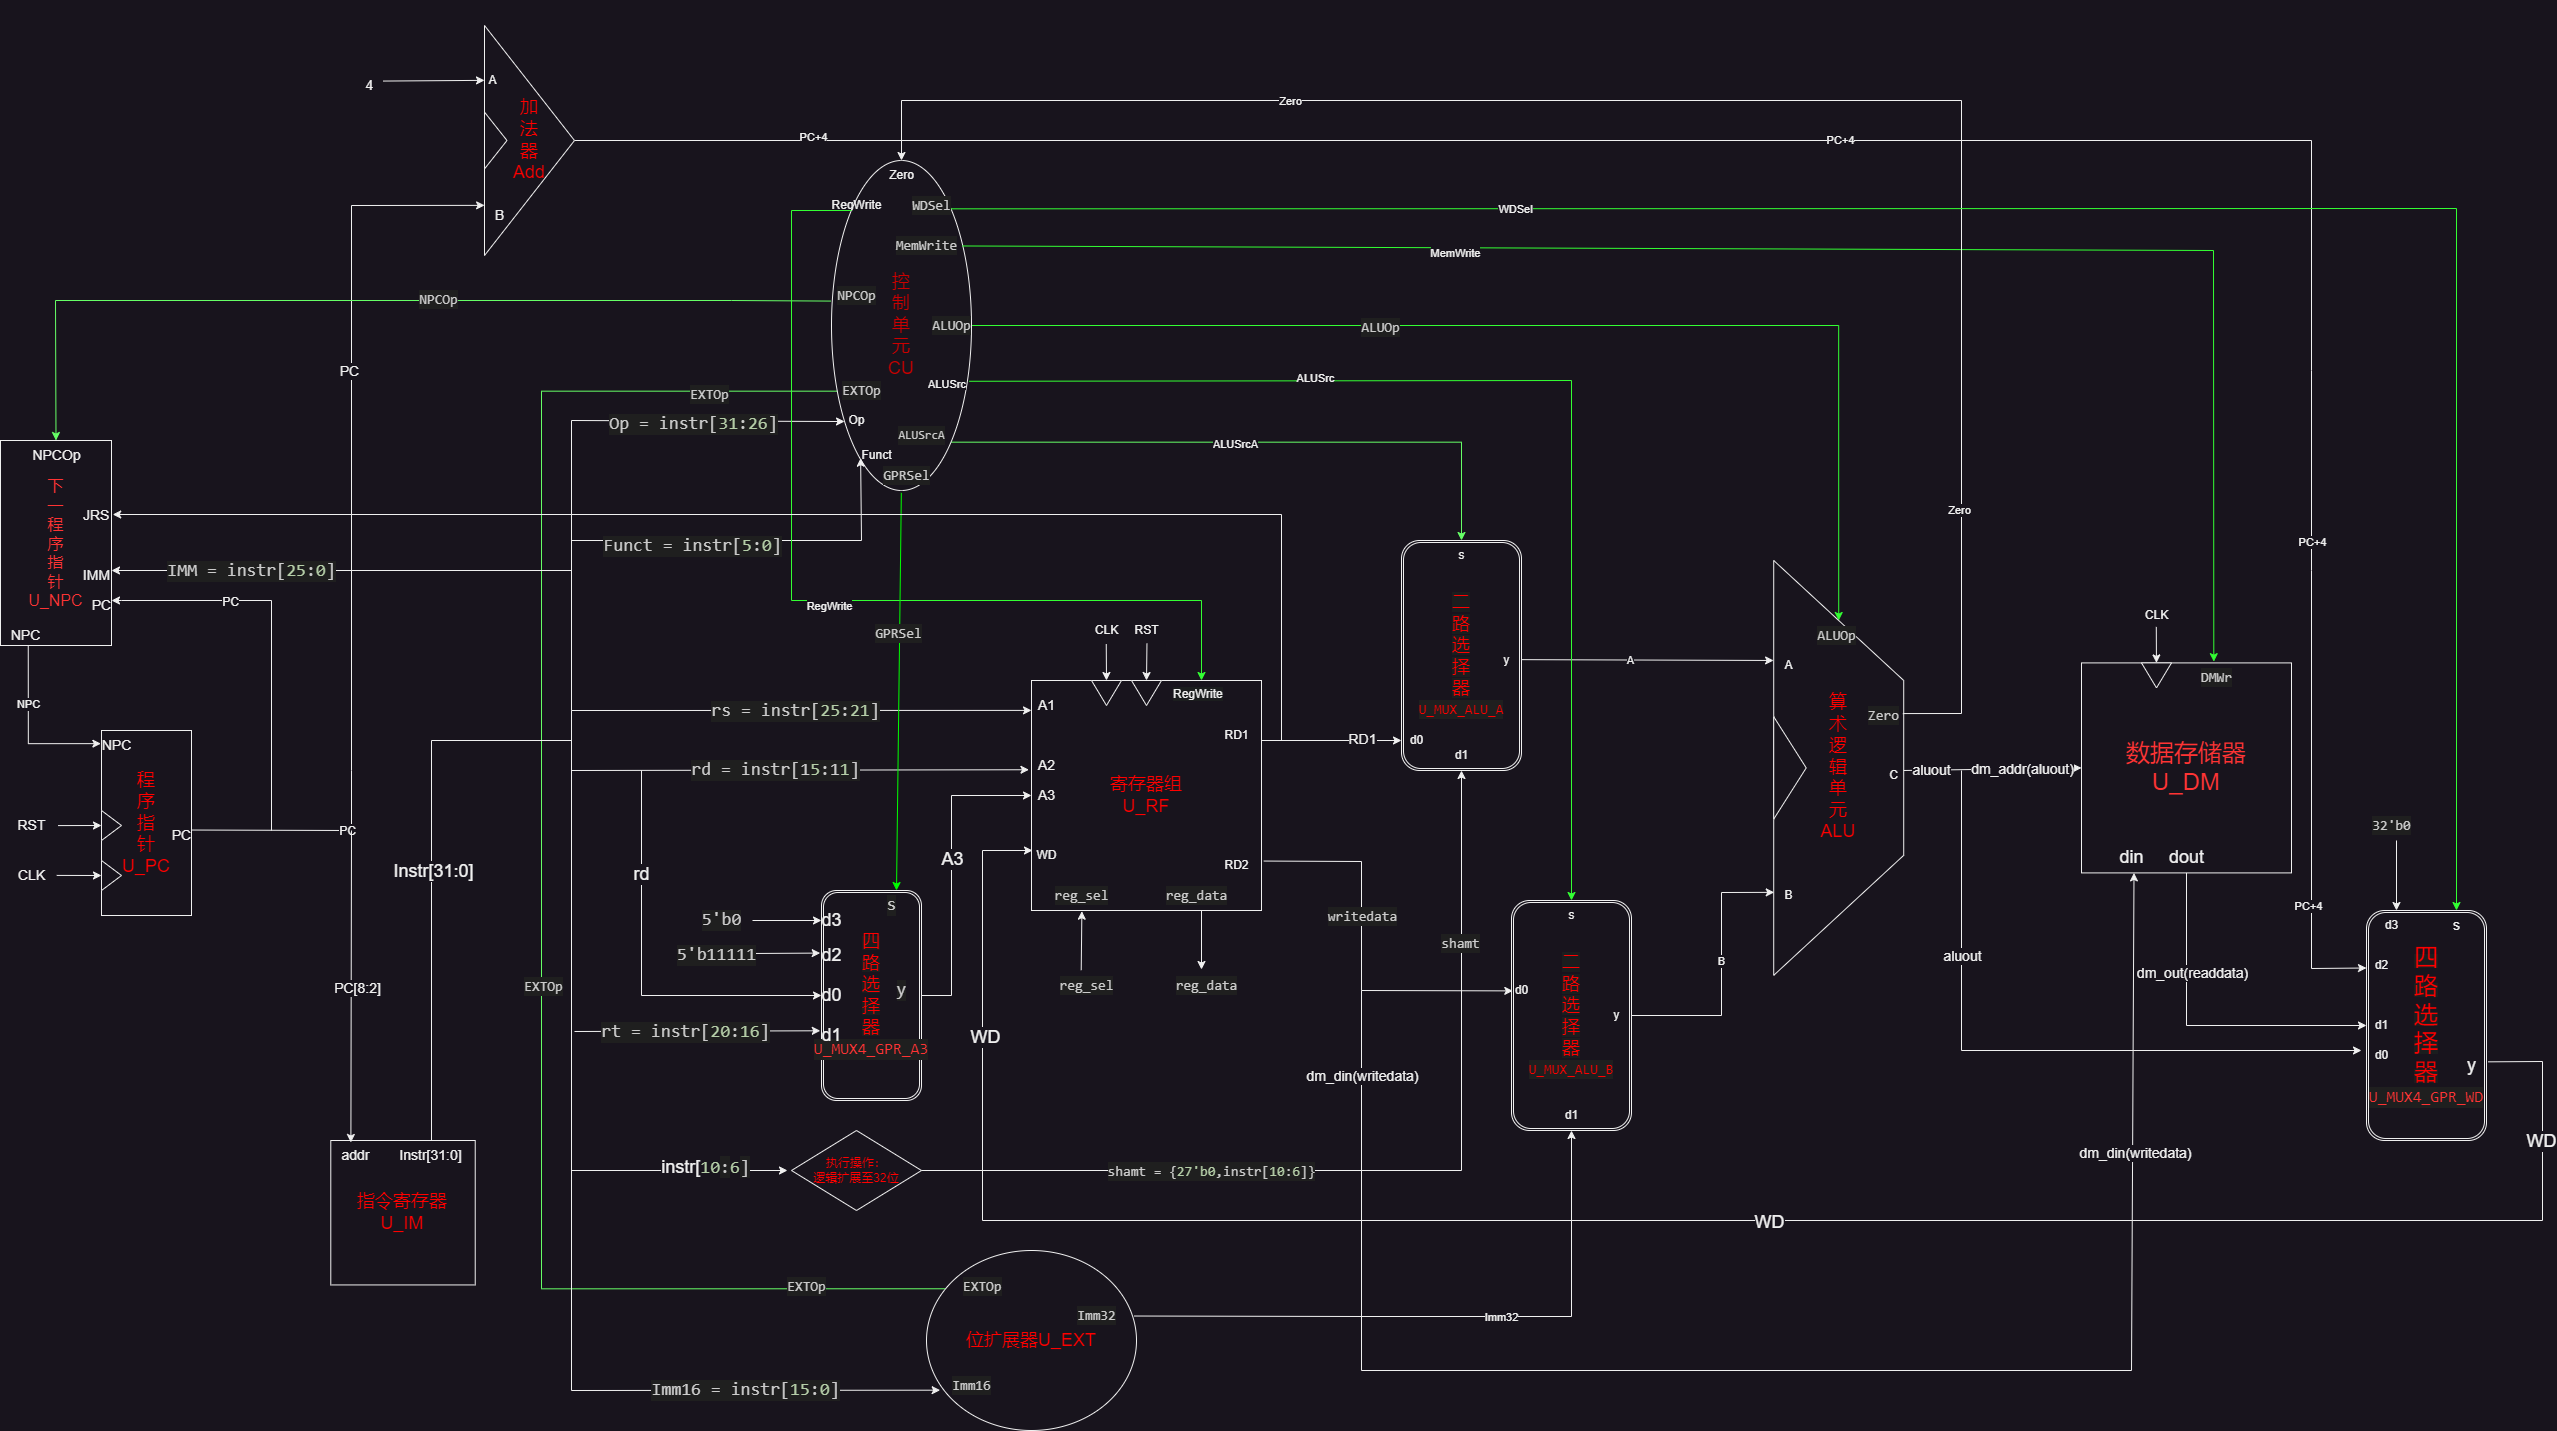 4
A
加
法
器
Add
B
PC+4
PC+4
Zero
Zero
RegWrite
WDSel
WDSel
MemWrite
MemWrite
控
制
单
元
CU
NPCOp
NPCOp
ALUOp
ALUOp
EXTOp
EXTOp
ALUSrc
ALUSrc
Op = instr[31:26]
Op
ALUSrcA
ALUSrcA
Funct
GPRSel
PC
NPCOp
下
一
程
序
指
针
U_NPC
JRS
IMM
PC
NPC
IMM = instr[25:0]
PC
Funct = instr[5:0]
RegWrite
GPRSel
NPC
NPC
程
序
指
针
U_PC
PC
RST
CLK
PC
Instr[31:0]
PC[8:2]
addr
Instr[31:0]
指令寄存器
U_IM
rs = instr[25:21]
rd = instr[15:11]
rd
A3
5'b0
5'b11111
rt = instr[20:16]
s
d3
d2
d0
d1
四
路
选
择
器
y
U_MUX4_GPR_A3
CLK
RST
RegWrite
A1
A2
A3
WD
RD1
RD2
寄存器组
U_RF
reg_sel
reg_data
reg_sel
reg_data
WD
RD1
writedata
dm_din(writedata)
s
二
路
选
择
器
U_MUX_ALU_A
y
d0
d1
shamt
A
s
二
路
选
择
器
U_MUX_ALU_B
d0
y
d1
B
ALUOp
A
算
术
逻
辑
单
元
ALU
Zero
C
B
Zero
aluout
dm_addr(aluout)
aluout
CLK
DMWr
数据存储器
U_DM
din
dout
dm_out(readdata)
dm_din(writedata)
PC+4
PC+4
32'b0
d3
s
d2
d1
d0
四
路
选
择
器
y
U_MUX4_GPR_WD
WD
WD
instr[10:6]
执行操作:
逻辑扩展至32位
shamt = {27'b0,instr[10:6]}
EXTOp
EXTOp
EXTOp
Imm32
位扩展器U_EXT
Imm16
Imm32
Imm16 = instr[15:0]